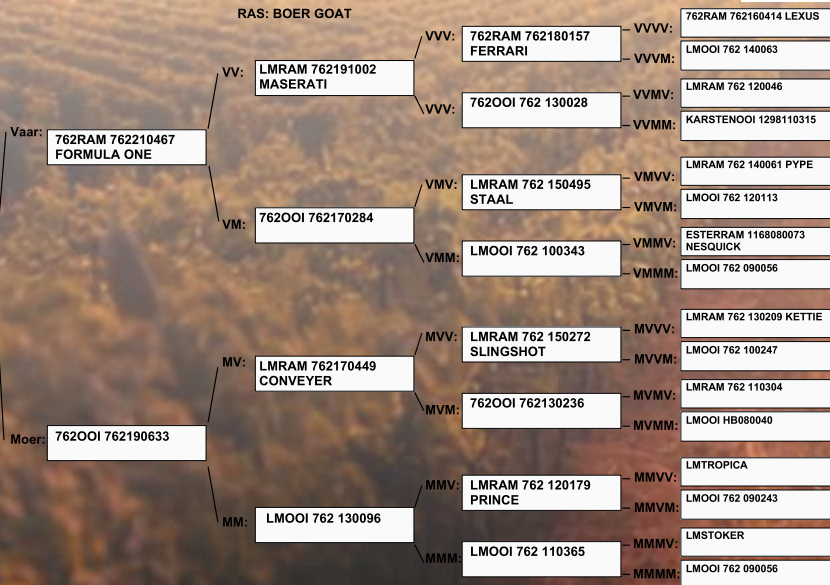 RAS: BOER GOAT
Vaar:
762RAM 762210467
FORMULA ONE
VV:
LMRAM 762191002
MASERATI
VVV:
762RAM 762180157
FERRARI
VVVV:
762RAM 762160414 LEXUS
VVVM:
LMOOI 762 140063
VVV:
762OOI 762 130028
VVMV:
LMRAM 762 120046
VVMM:
KARSTENOOI 1298110315
VM:
762OOI 762170284
VMV:
LMRAM 762 150495
STAAL
VMVV:
LMRAM 762 140061 PYPE
VMVM:
LMOOI 762 120113
VMM:
LMOOI 762 100343
VMMV:
ESTERRAM 1168080073
NESQUICK
VMMM:
LMOOI 762 090056
Moer:
762OOI 762190633
MV:
LMRAM 762170449
CONVEYER
MVV:
LMRAM 762 150272
SLINGSHOT
MVVV:
LMRAM 762 130209 KETTIE
MVVM:
LMOOI 762 100247
MVM:
762OOI 762130236
MVMV:
LMRAM 762 110304
MVMM:
LMOOI HB080040
MM:
LMOOI 762 130096
MMV:
LMRAM 762 120179
PRINCE
MMVV:
LMTROPICA
MMVM:
LMOOI 762 090243
MMM:
LMOOI 762 110365
MMMV:
LMSTOKER
MMMM:
LMOOI 762 090056